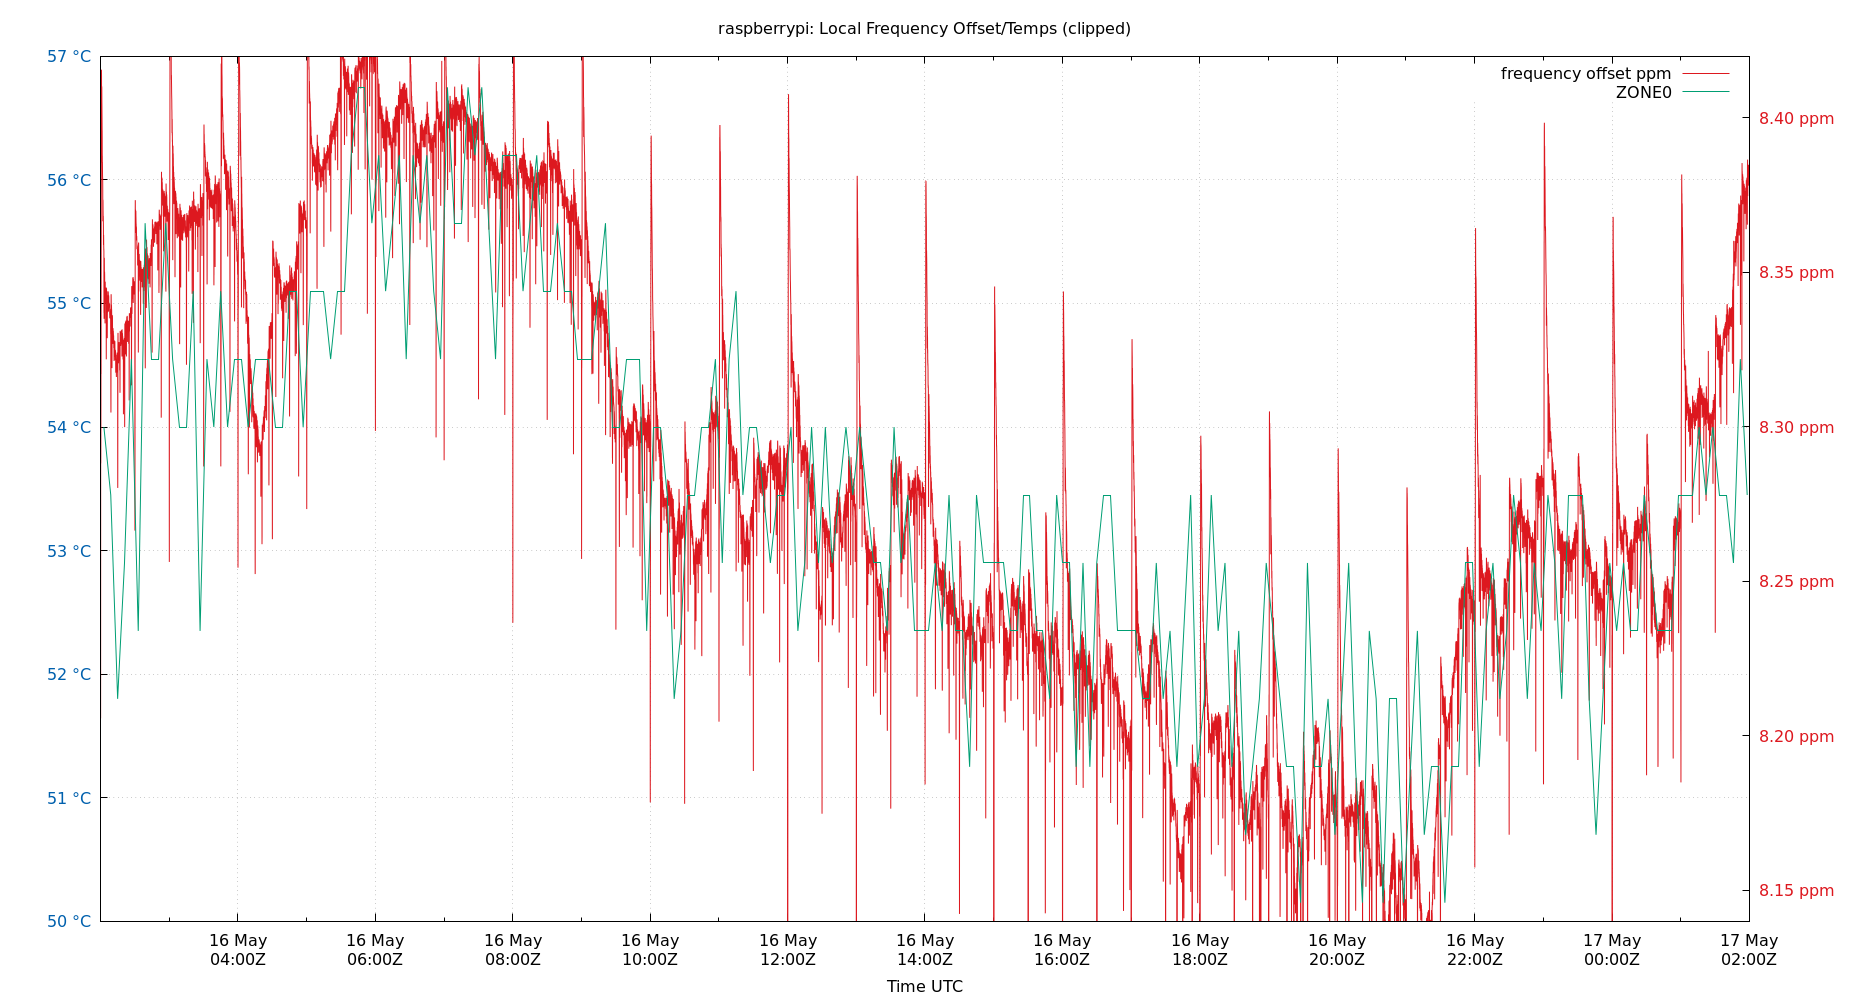 raspberrypi: Local Frequency Offset/Temps (clipped)
frequency offset ppm
ZONE0
57 °C
56 °C
55 °C
54 °C
53 °C
52 °C
51 °C
50 °C
8.40 ppm
8.35 ppm
8.30 ppm
8.25 ppm
8.20 ppm
8.15 ppm
16 May
04:00Z
16 May
06:00Z
16 May
08:00Z
16 May
10:00Z
16 May
12:00Z
16 May
14:00Z
16 May
16:00Z
16 May
18:00Z
16 May
20:00Z
16 May
22:00Z
17 May
00:00Z
17 May
02:00Z
Time UTC